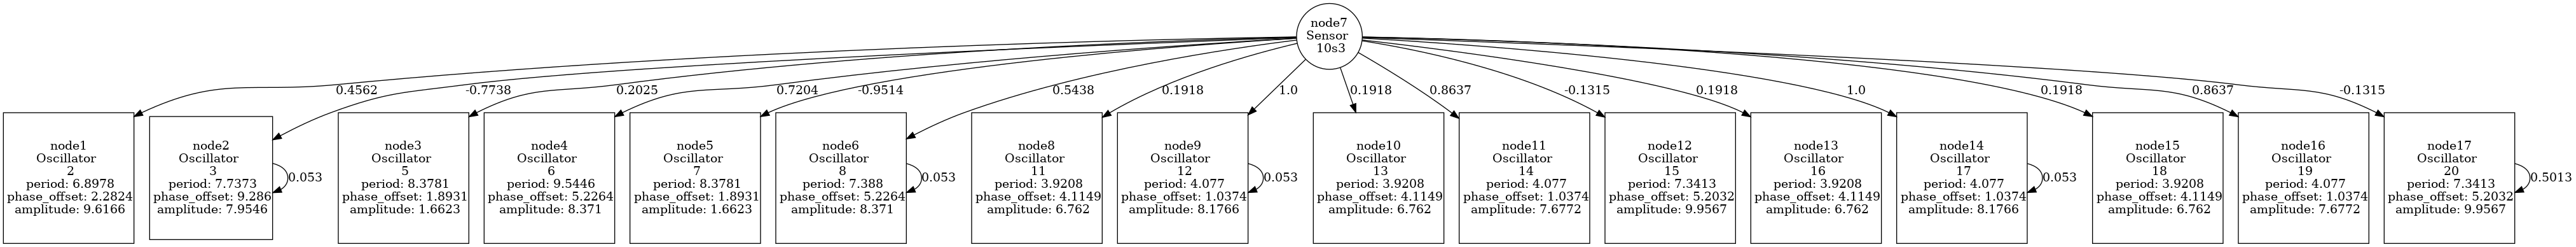 node7
Sensor
10s3
0.4562
-0.7738
0.2025
0.7204
-0.9514
0.5438
0.1918
1.0
0.1918
0.8637
-0.1315
0.1918
1.0
0.1918
0.8637
-0.1315
node1
Oscillator
2
period: 6.8978
phase_offset: 2.2824
amplitude: 9.6166
node2
Oscillator
3
period: 7.7373
phase_offset: 9.286
amplitude: 7.9546
0.053
node3
Oscillator
5
period: 8.3781
phase_offset: 1.8931
amplitude: 1.6623
node4
Oscillator
6
period: 9.5446
phase_offset: 5.2264
amplitude: 8.371
node5
Oscillator
7
period: 8.3781
phase_offset: 1.8931
amplitude: 1.6623
node6
Oscillator
8
period: 7.388
phase_offset: 5.2264
amplitude: 8.371
0.053
node8
Oscillator
11
period: 3.9208
phase_offset: 4.1149
amplitude: 6.762
node9
Oscillator
12
period: 4.077
phase_offset: 1.0374
amplitude: 8.1766
0.053
node10
Oscillator
13
period: 3.9208
phase_offset: 4.1149
amplitude: 6.762
node11
Oscillator
14
period: 4.077
phase_offset: 1.0374
amplitude: 7.6772
node12
Oscillator
15
period: 7.3413
phase_offset: 5.2032
amplitude: 9.9567
node13
Oscillator
16
period: 3.9208
phase_offset: 4.1149
amplitude: 6.762
node14
Oscillator
17
period: 4.077
phase_offset: 1.0374
amplitude: 8.1766
0.053
node15
Oscillator
18
period: 3.9208
phase_offset: 4.1149
amplitude: 6.762
node16
Oscillator
19
period: 4.077
phase_offset: 1.0374
amplitude: 7.6772
node17
Oscillator
20
period: 7.3413
phase_offset: 5.2032
amplitude: 9.9567
0.5013